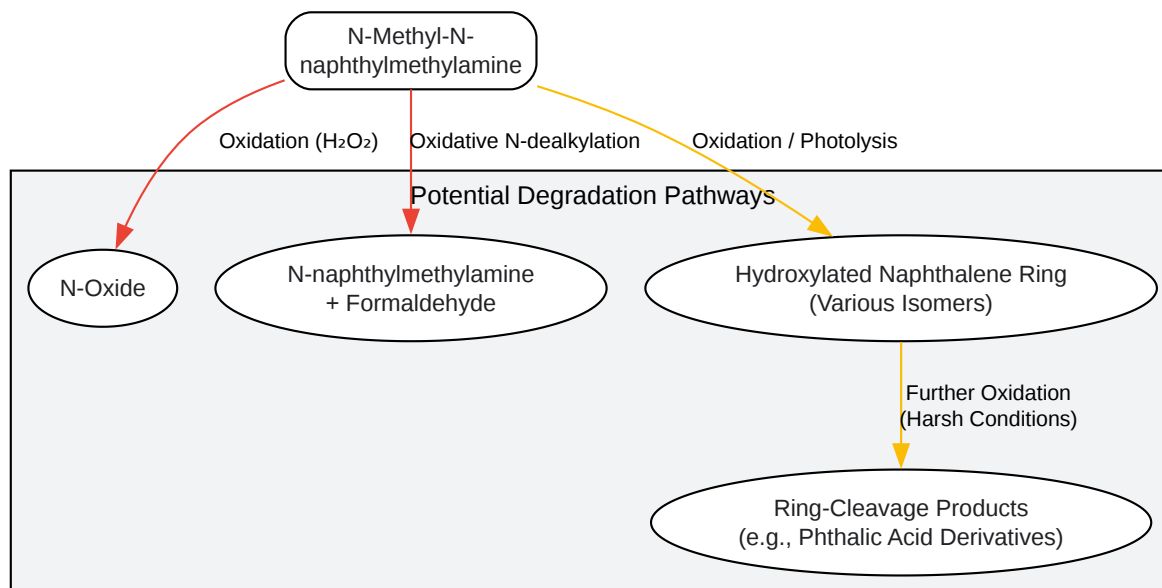 N-Methyl-N-
naphthylmethylamine
Oxidation (H₂O₂)
Oxidative N-dealkylation
Oxidation / Photolysis
Potential Degradation Pathways
N-Oxide
N-naphthylmethylamine
+ Formaldehyde
Hydroxylated Naphthalene Ring
(Various Isomers)
Further Oxidation
(Harsh Conditions)
Ring-Cleavage Products
(e.g., Phthalic Acid Derivatives)